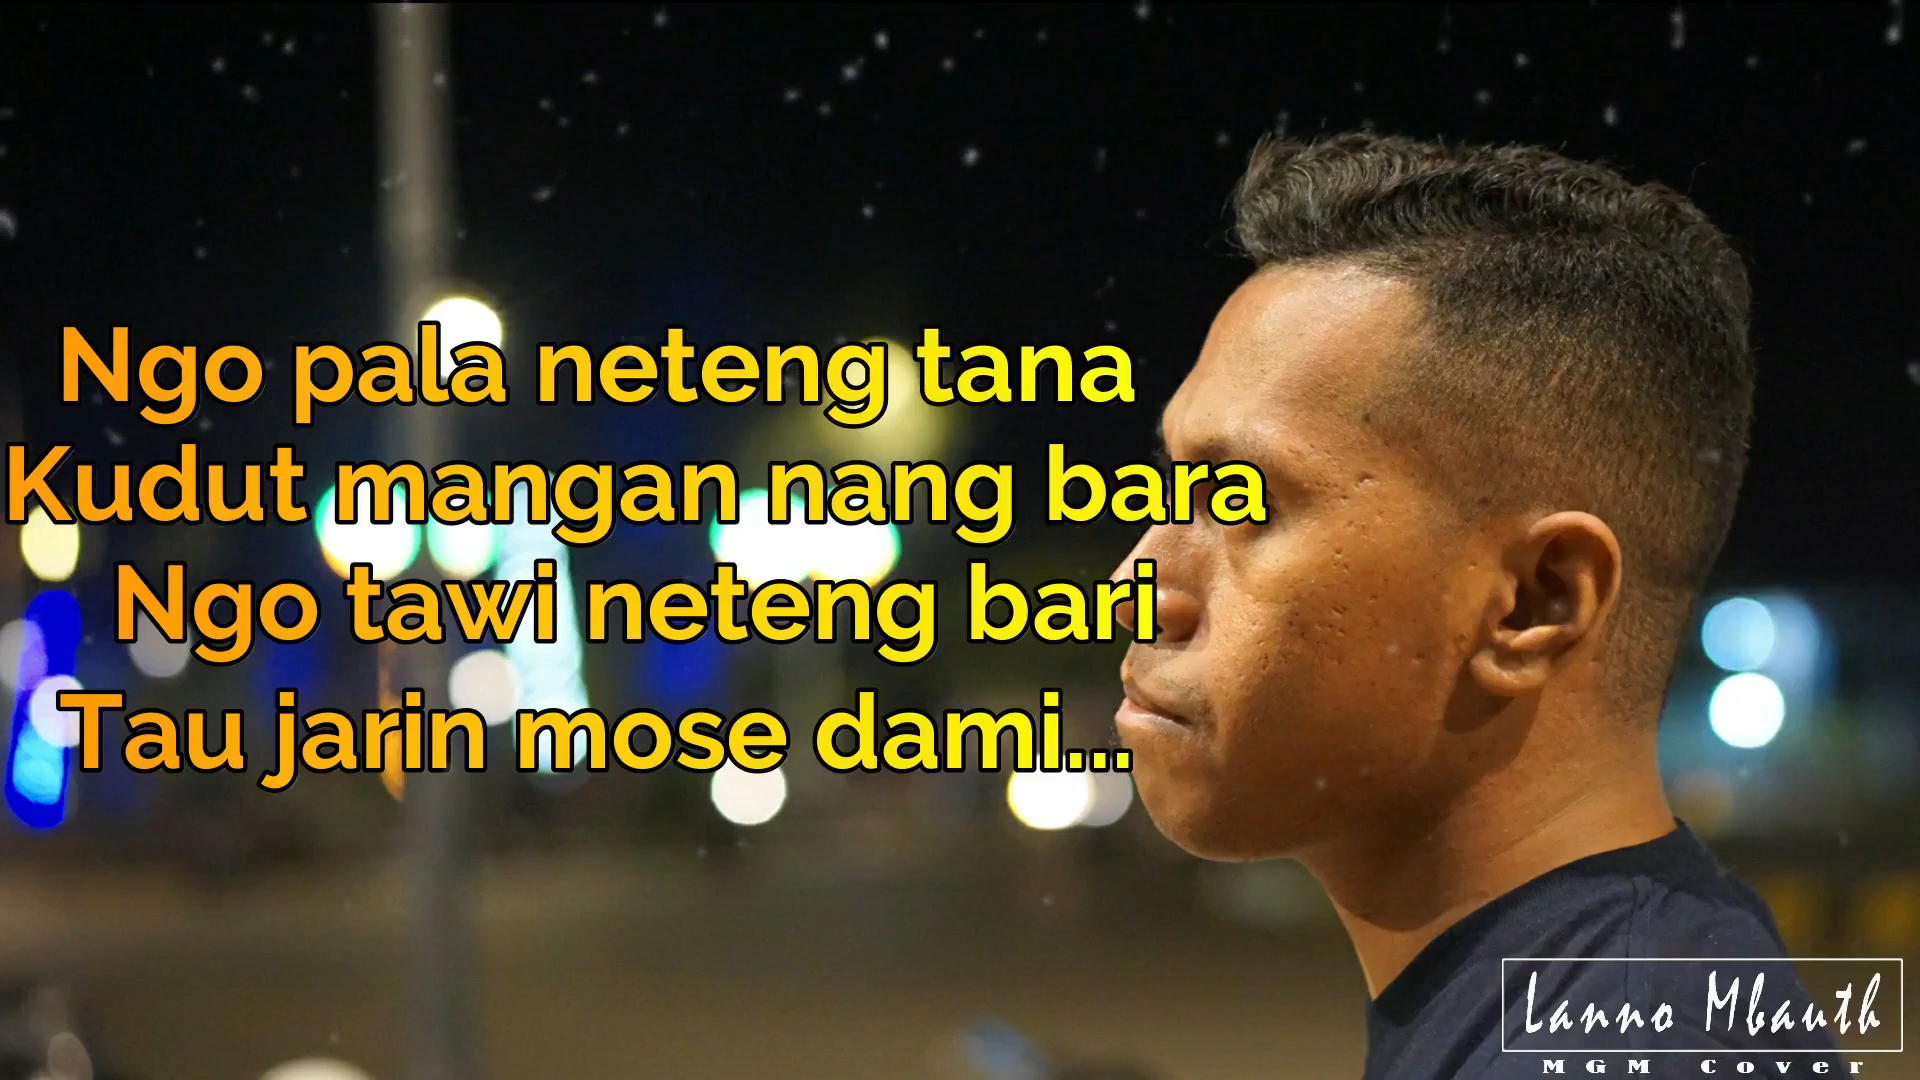 Ngo pala neteng tana
Kudut mangan nang bara
Ngo tawi neteng bari
Tau jarin mose dami...
Lanno Mbauth
MGM Cover